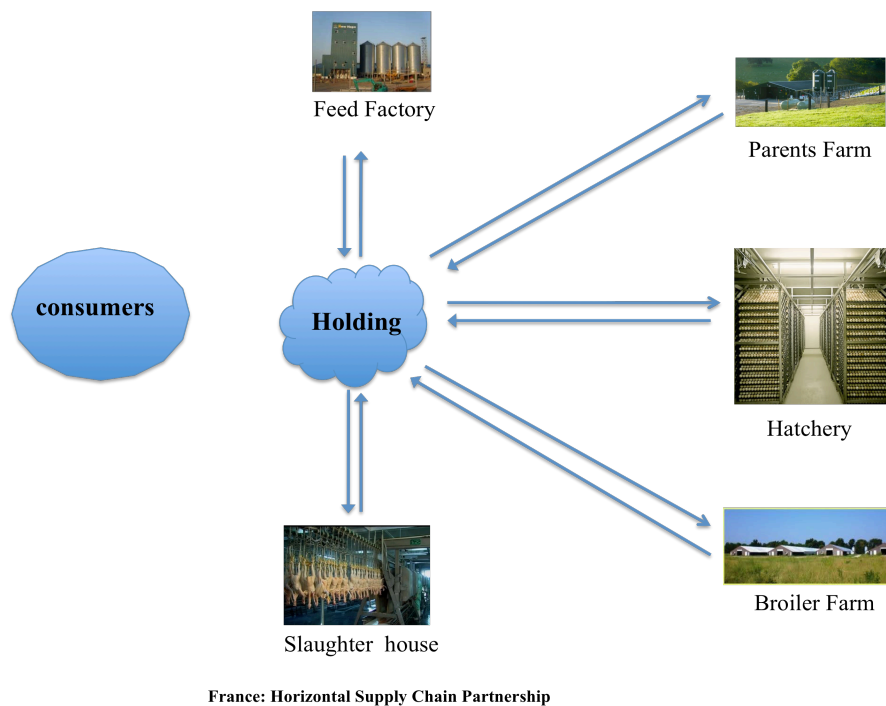 Feed Factory
Parents Farm
consumers
Holding
Hatchery
Broiler Farm
Slaughter house
France: Horizontal Supply Chain Partnership